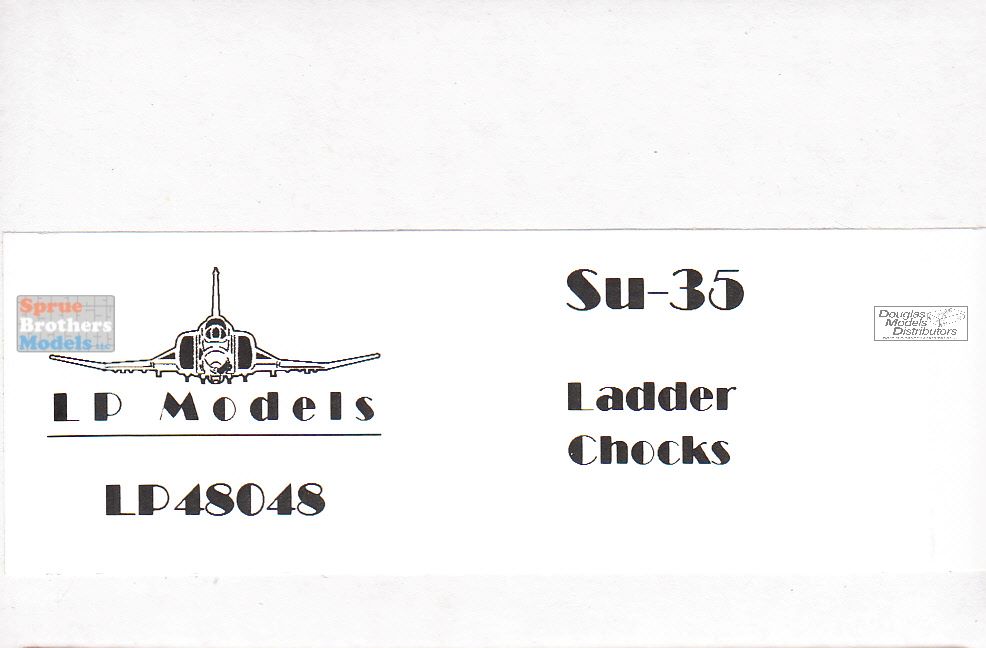 Sprue
Brothers
Models LLC
LP Models
LP48048
Su-35
Ladder
Chocks
Douglas
Models
Distributors